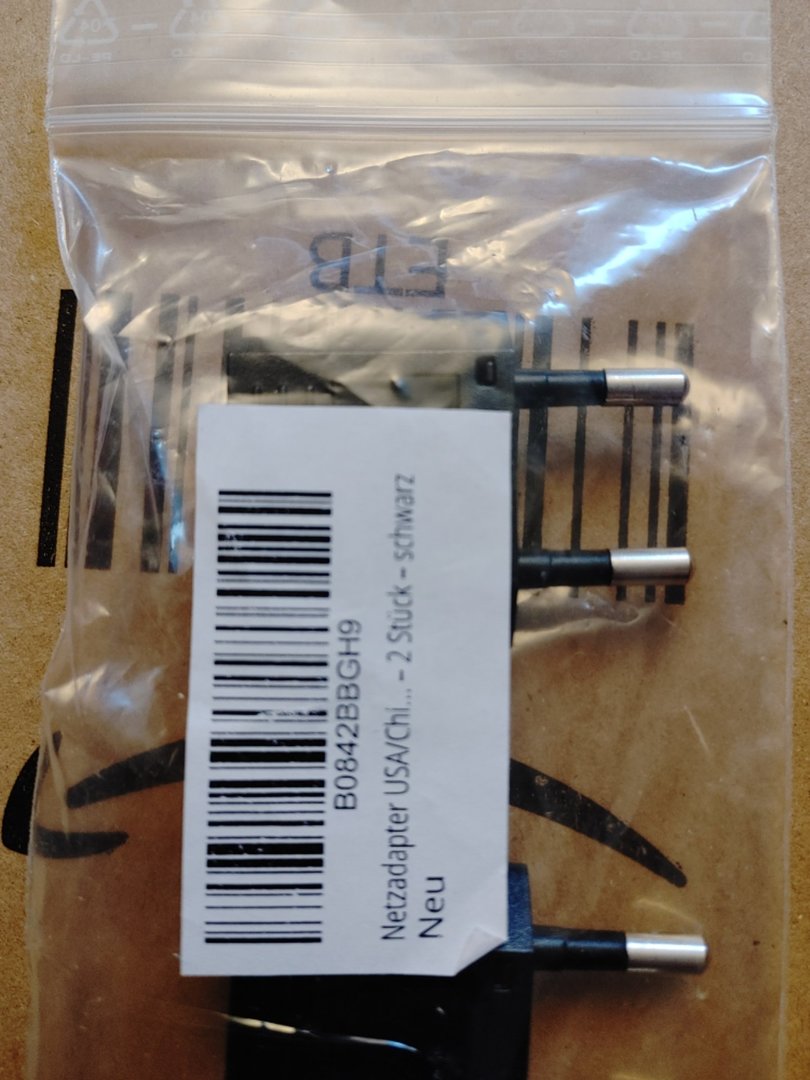 B0842BBGH9
Netzadapter USA/Chi... – 2 Stück – schwarz
Neu